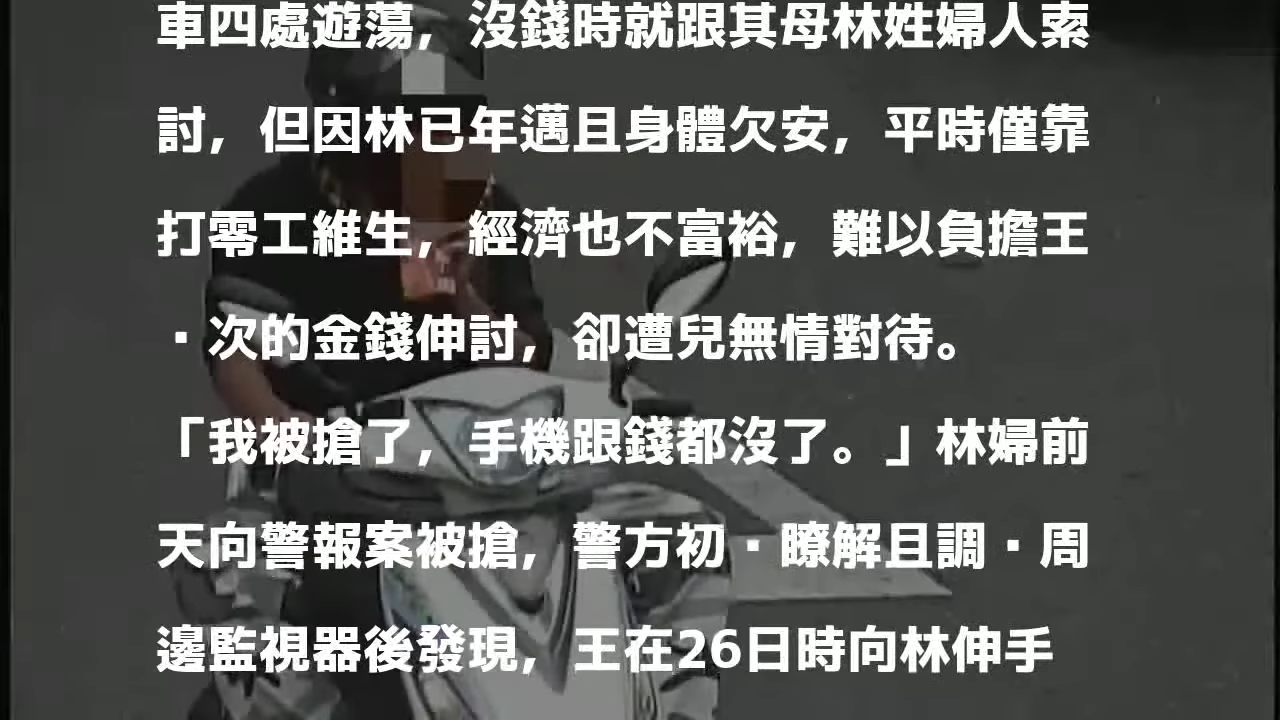 車四處遊蕩，沒錢時就跟其母林姓婦人索
討，但因林已年邁且身體欠安，平時僅靠
打零工維生，經濟也不富裕，難以負擔王
·次的金錢伸討，卻遭兒無情對待。
「我被搶了，手機跟錢都沒了。」林婦前
天向警報案被搶，警方初·瞭解且調·周
邊監視器後發現，王在26日時向林伸手